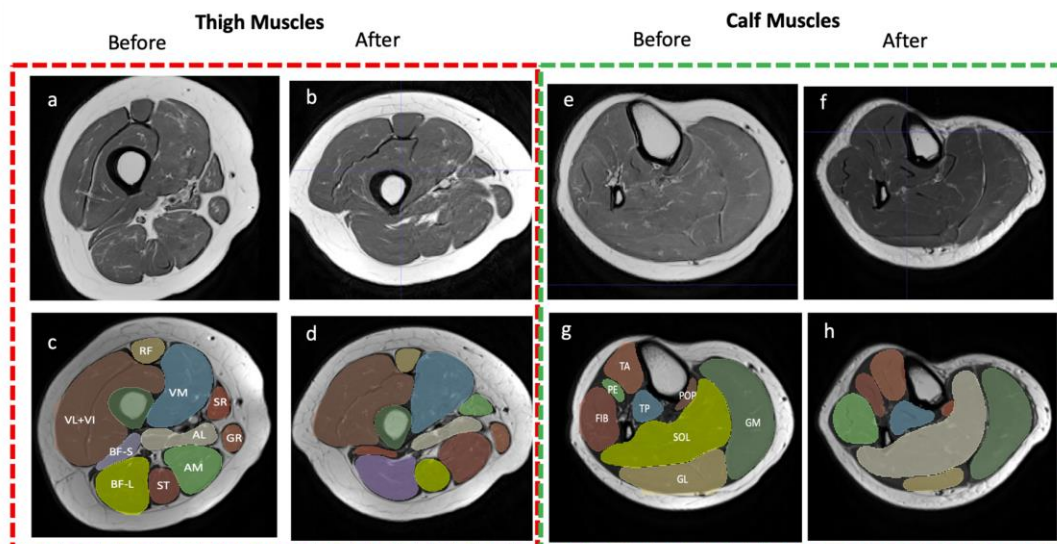 Thigh Muscles
Calf Muscles
Before
After
Before
After
a
b
e
f
c
RF
VM
SR
VL+VI
AL
GR
BF-S
AM
BF-L
ST
d
g
TA
PF
POP
FIB
TP
GM
SOL
GL
h